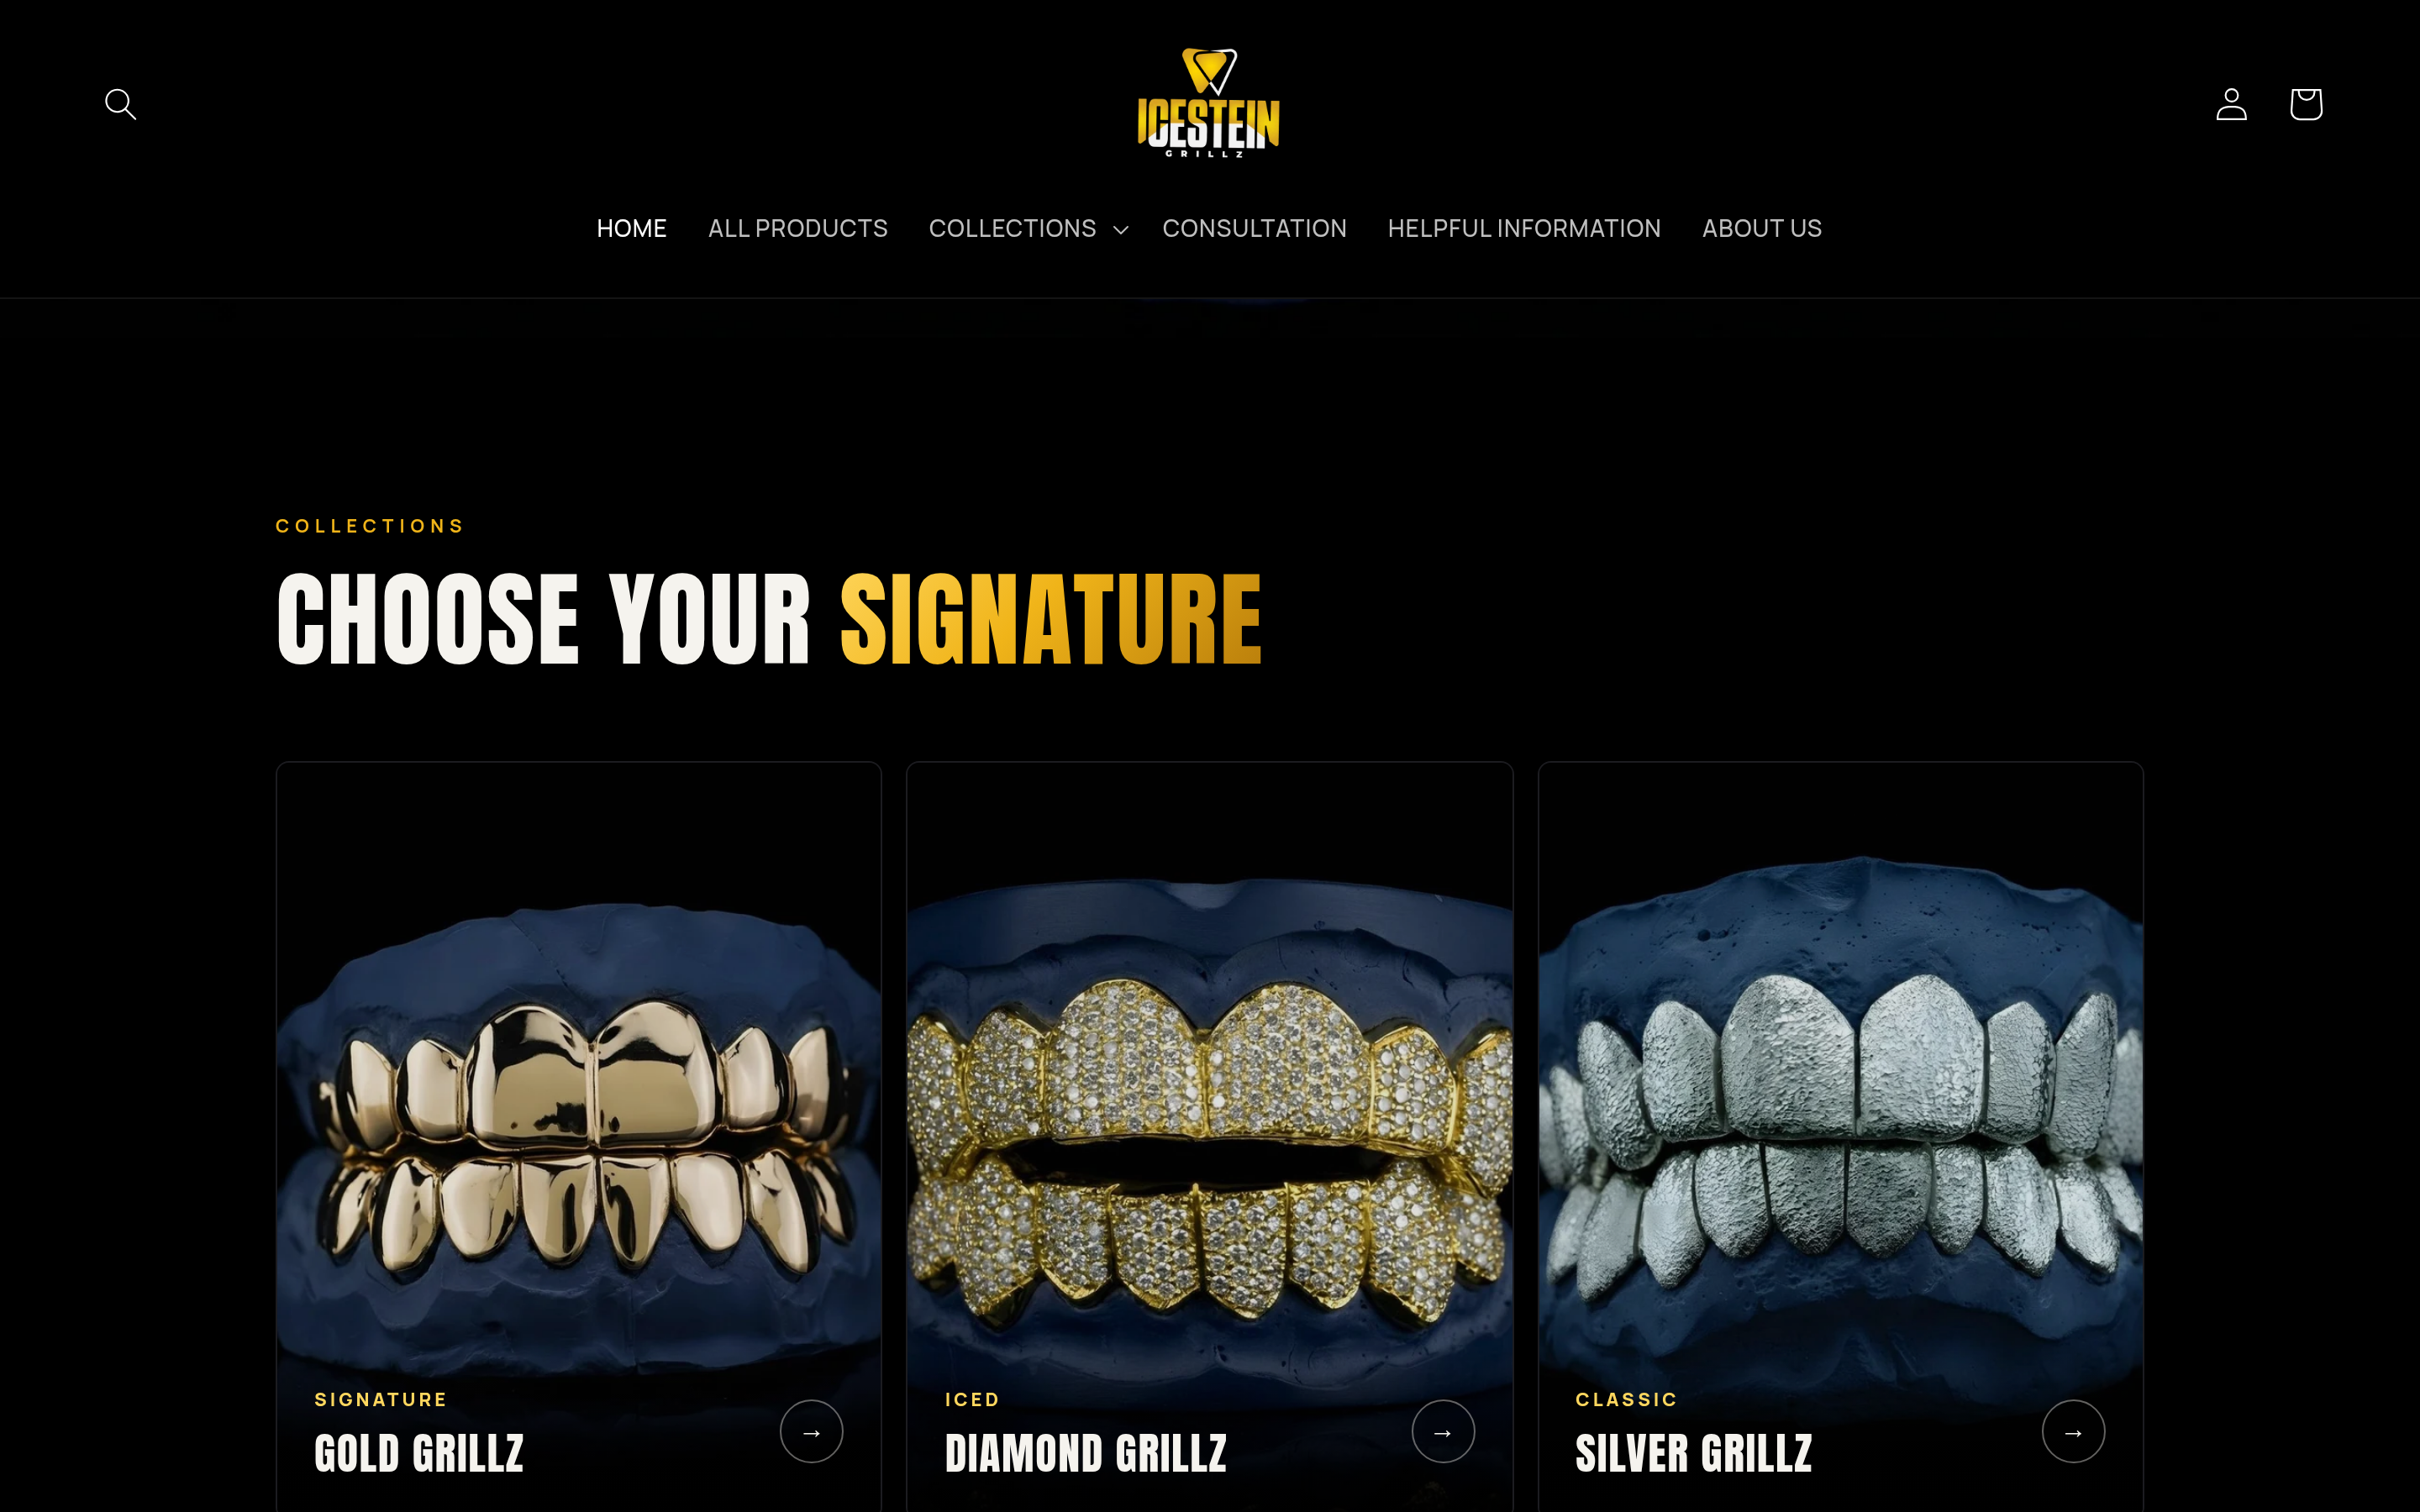 ICESTEIN
GRILLZ
HOME ALL PRODUCTS COLLECTIONS CONSULTATION HELPFUL INFORMATION ABOUT US
COLLECTIONS
CHOOSE YOUR SIGNATURE
SIGNATURE
GOLD GRILLZ
→
ICED
DIAMOND GRILLZ
→
CLASSIC
SILVER GRILLZ
→